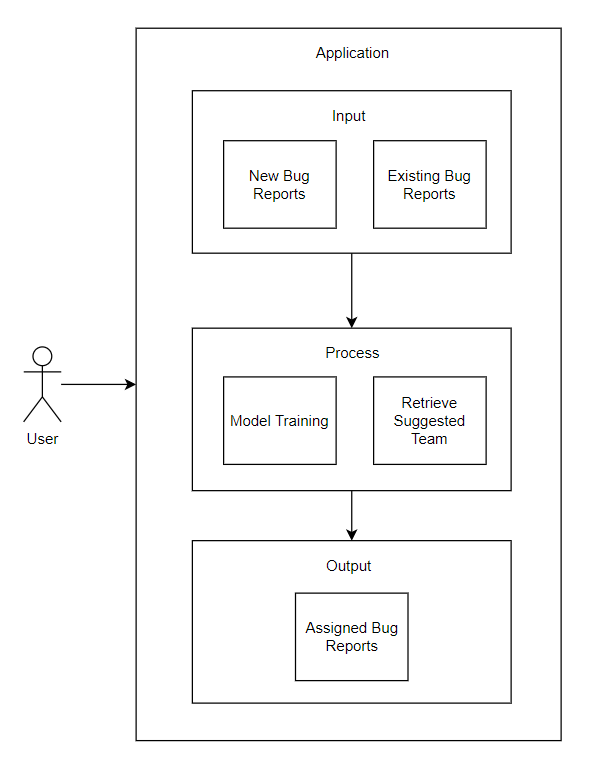 Application
Input
New Bug
Reports
Existing Bug
Reports
Process
Model Training
Retrieve
Suggested
Team
User
Output
Assigned Bug
Reports